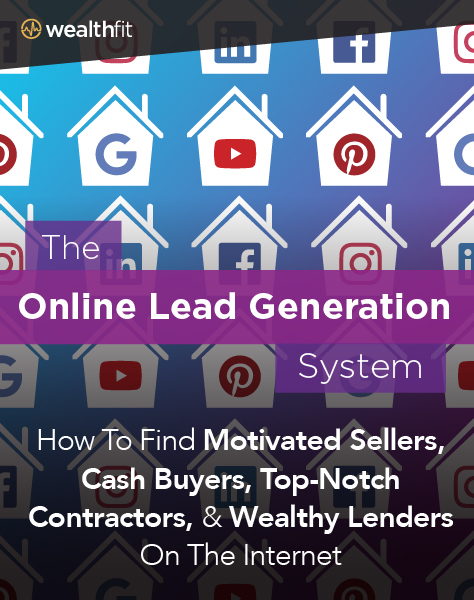 wealthfit
The
Online Lead Generation
System
How To Find Motivated Sellers,
Cash Buyers, Top-Notch
Contractors, & Wealthy Lenders
On The Internet